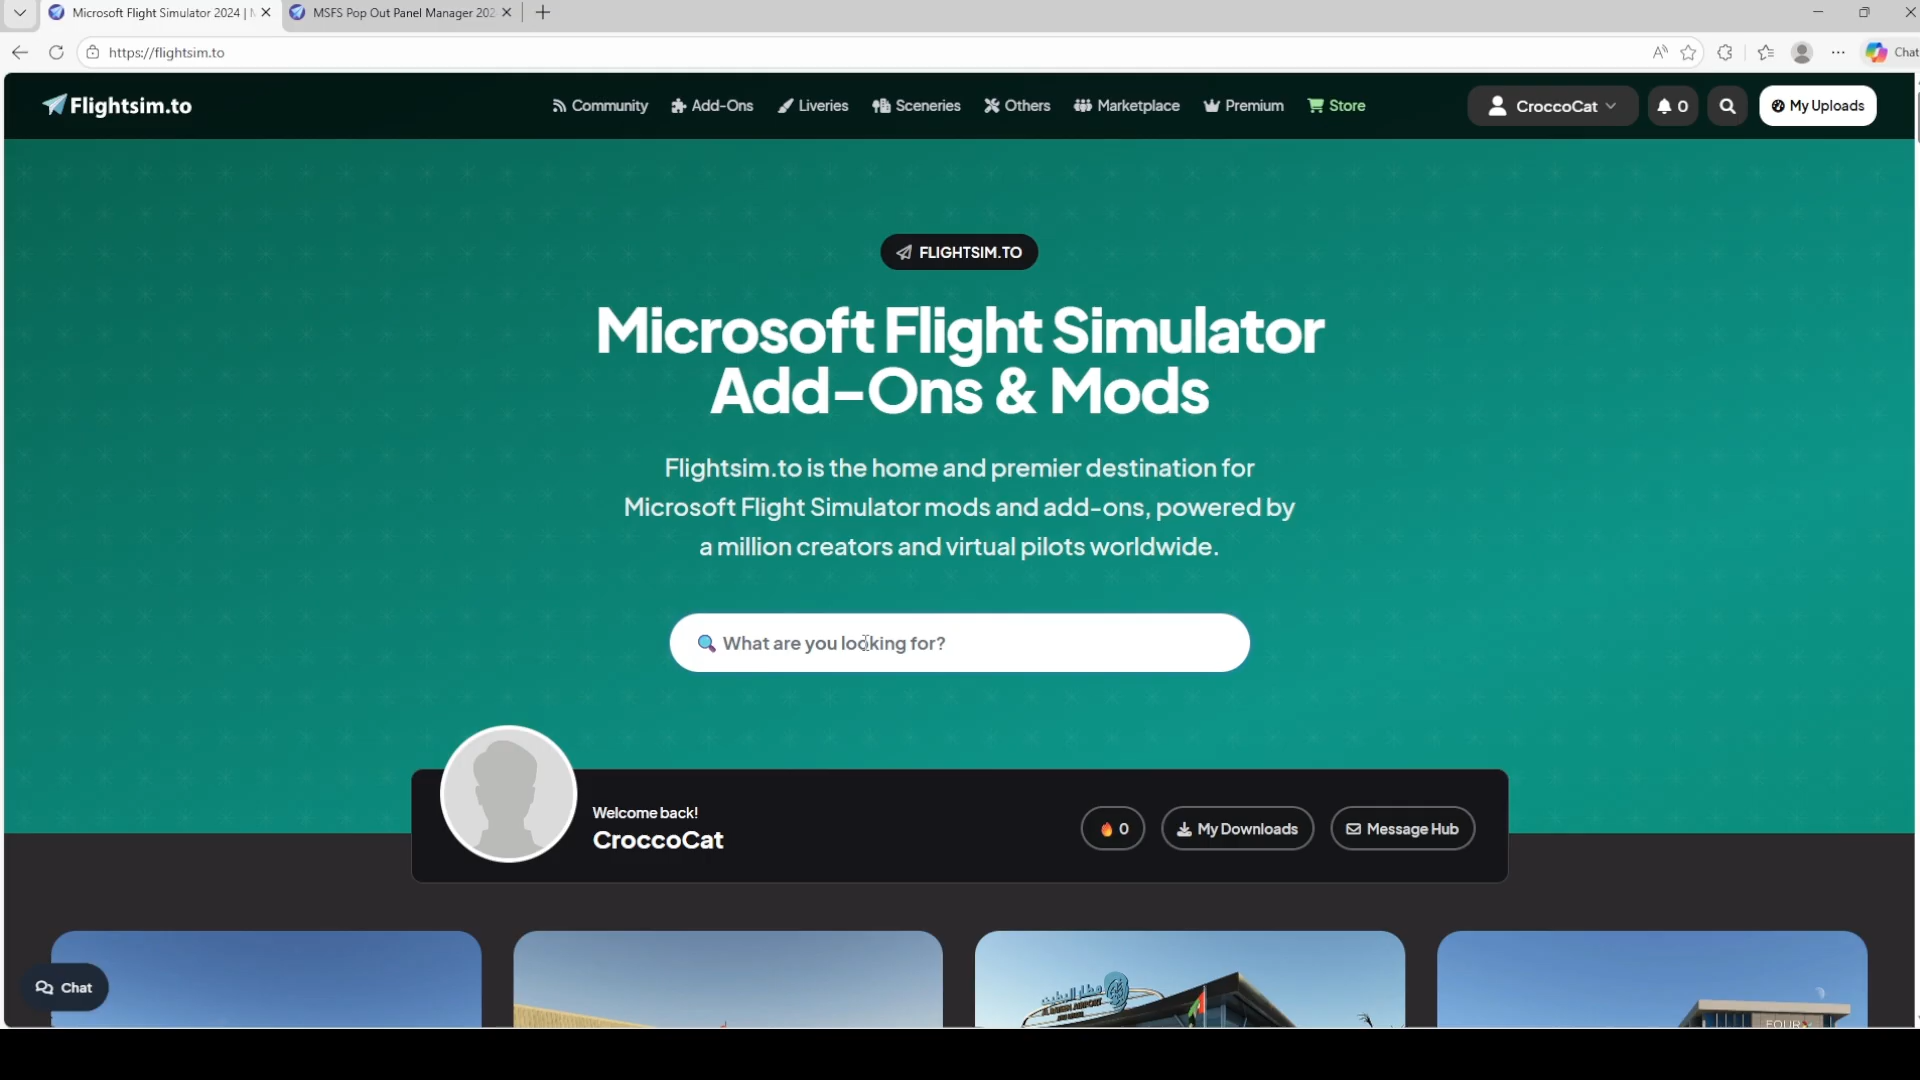 Microsoft Flight Simulator 2024 |
MSFS Pop Out Panel Manager 202
https://flightsim.to
Chat
Flightsim.to
Community
Add-Ons
Liveries
Sceneries
Others
Marketplace
Premium
Store
CroccoCat
0
My Uploads
FLIGHTSIM.TO
Microsoft Flight Simulator
Add-Ons & Mods
Flightsim.to is the home and premier destination for
Microsoft Flight Simulator mods and add-ons, powered by
a million creators and virtual pilots worldwide.
What are you looking for?
Welcome back!
CroccoCat
0
My Downloads
Message Hub
Chat